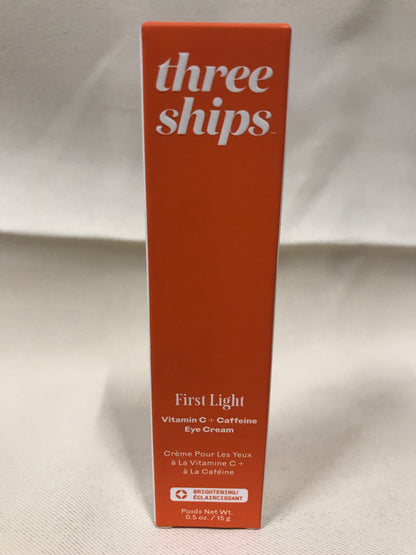 three
ships™
First Light
Vitamin C + Caffeine
Eye Cream
Crème Pour Les Yeux
à La Vitamine C +
à La Caféine
BRIGHTENING/
ÉCLAIRCISSANT
Poids Net Wt.
0.5 oz. / 15 g